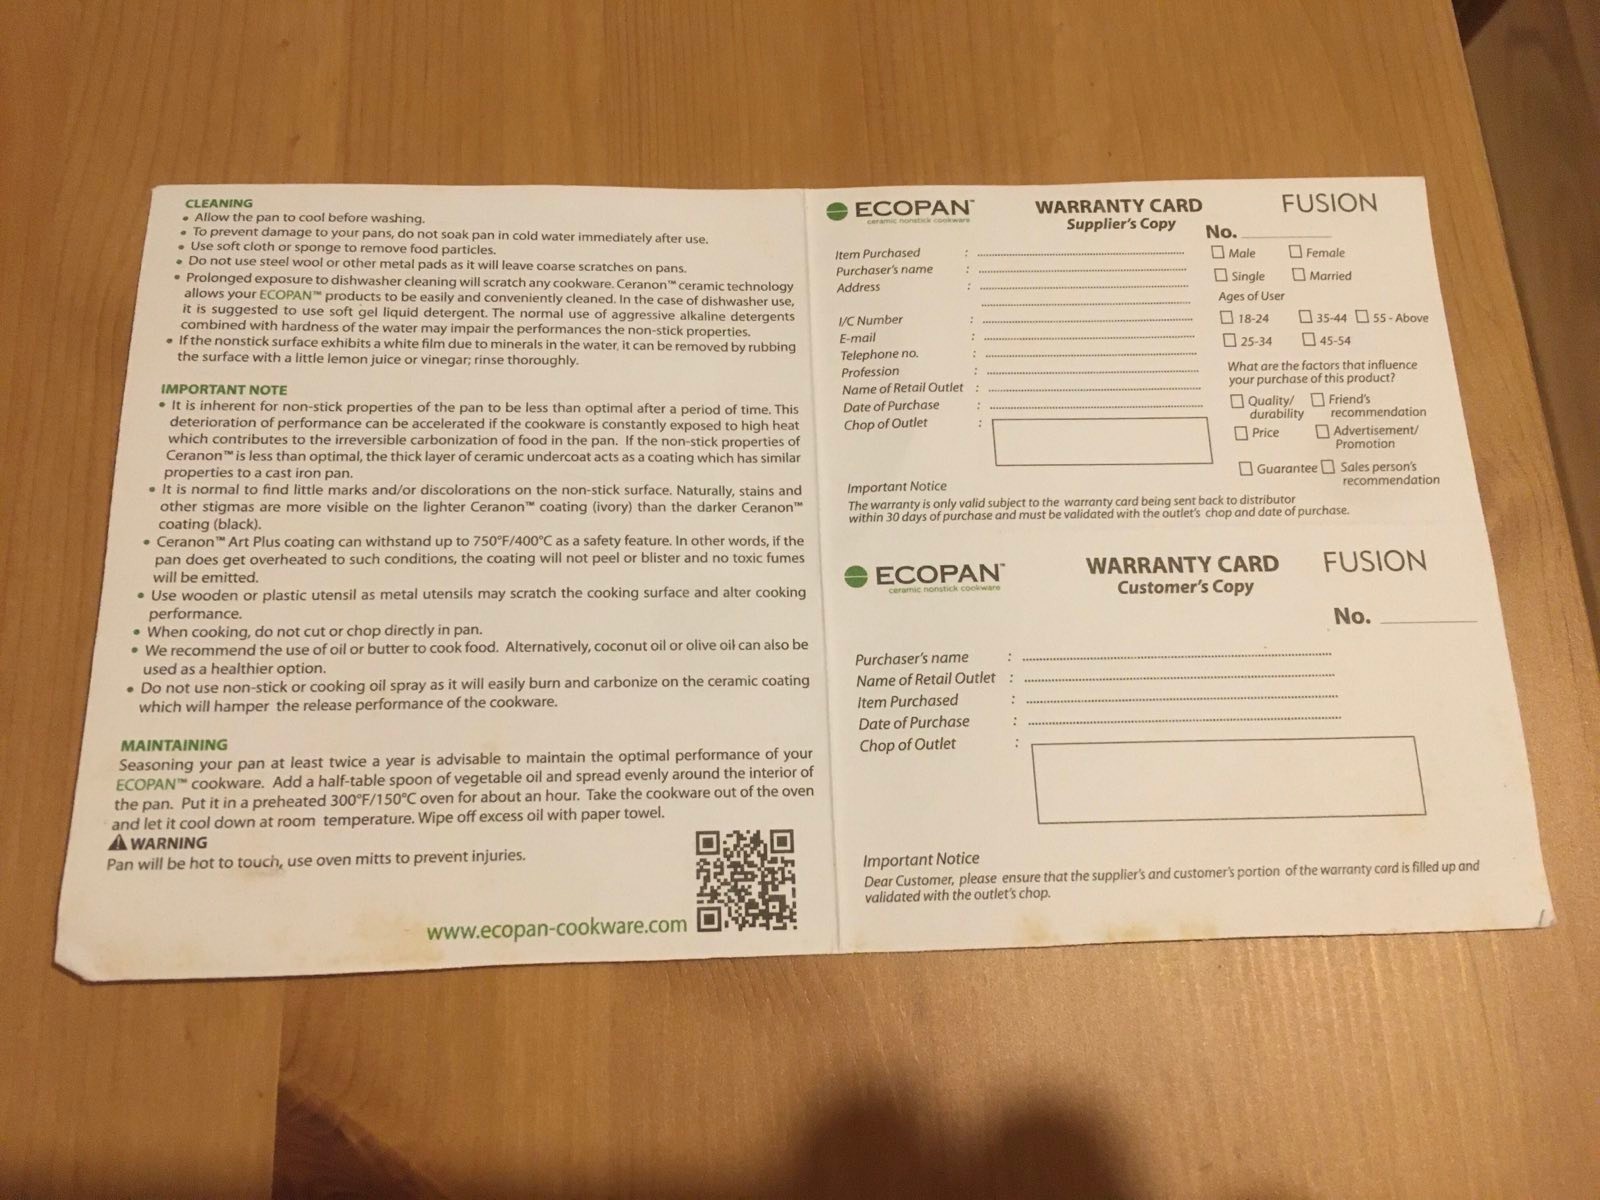 CLEANING
• Allow the pan to cool before washing.
• To prevent damage to your pans, do not soak pan in cold water immediately after use.
• Use soft cloth or sponge to remove food particles.
• Do not use steel wool or other metal pads as it will leave coarse scratches on pans.
• Prolonged exposure to dishwasher cleaning will scratch any cookware. Ceranon™ ceramic technology
allows your ECOPAN™ products to be easily and conveniently cleaned. In the case of dishwasher use,
it is suggested to use soft gel liquid detergent. The normal use of aggressive alkaline detergents
combined with hardness of the water may impair the performances the non-stick properties.
• If the nonstick surface exhibits a white film due to minerals in the water, it can be removed by rubbing
the surface with a little lemon juice or vinegar; rinse thoroughly.
IMPORTANT NOTE
• It is inherent for non-stick properties of the pan to be less than optimal after a period of time. This
deterioration of performance can be accelerated if the cookware is constantly exposed to high heat
which contributes to the irreversible carbonization of food in the pan. If the non-stick properties of
Ceranon™ is less than optimal, the thick layer of ceramic undercoat acts as a coating which has similar
properties to a cast iron pan.
• It is normal to find little marks and/or discolorations on the non-stick surface. Naturally, stains and
other stigmas are more visible on the lighter Ceranon™ coating (ivory) than the darker Ceranon™
coating (black).
• Ceranon™ Art Plus coating can withstand up to 750°F/400°C as a safety feature. In other words, if the
pan does get overheated to such conditions, the coating will not peel or blister and no toxic fumes
will be emitted.
• Use wooden or plastic utensil as metal utensils may scratch the cooking surface and alter cooking
performance.
• When cooking, do not cut or chop directly in pan.
• We recommend the use of oil or butter to cook food. Alternatively, coconut oil or olive oil can also be
used as a healthier option.
• Do not use non-stick or cooking oil spray as it will easily burn and carbonize on the ceramic coating
which will hamper the release performance of the cookware.
MAINTAINING
Seasoning your pan at least twice a year is advisable to maintain the optimal performance of your
ECOPAN™ cookware. Add a half-table spoon of vegetable oil and spread evenly around the interior of
the pan. Put it in a preheated 300°F/150°C oven for about an hour. Take the cookware out of the oven
and let it cool down at room temperature. Wipe off excess oil with paper towel.
WARNING
Pan will be hot to touch, use oven mitts to prevent injuries.
www.ecopan-cookware.com
ECOPAN™
ceramic nonstick cookware
WARRANTY CARD
Supplier's Copy
FUSION
No.
Item Purchased :
Purchaser's name :
Address :
I/C Number :
E-mail :
Telephone no. :
Profession :
Name of Retail Outlet :
Date of Purchase :
Chop of Outlet :
Male Female
Single Married
Ages of User
18-24 35-44 55 - Above
25-34 45-54
What are the factors that influence
your purchase of this product?
Quality/ durability
Friend's recommendation
Price
Advertisement/ Promotion
Guarantee
Sales person's recommendation
Important Notice
The warranty is only valid subject to the warranty card being sent back to distributor
within 30 days of purchase and must be validated with the outlet's chop and date of purchase.
ECOPAN™
ceramic nonstick cookware
WARRANTY CARD
Customer's Copy
FUSION
No.
Purchaser's name :
Name of Retail Outlet :
Item Purchased :
Date of Purchase :
Chop of Outlet :
Important Notice
Dear Customer, please ensure that the supplier's and customer's portion of the warranty card is filled up and
validated with the outlet's chop.